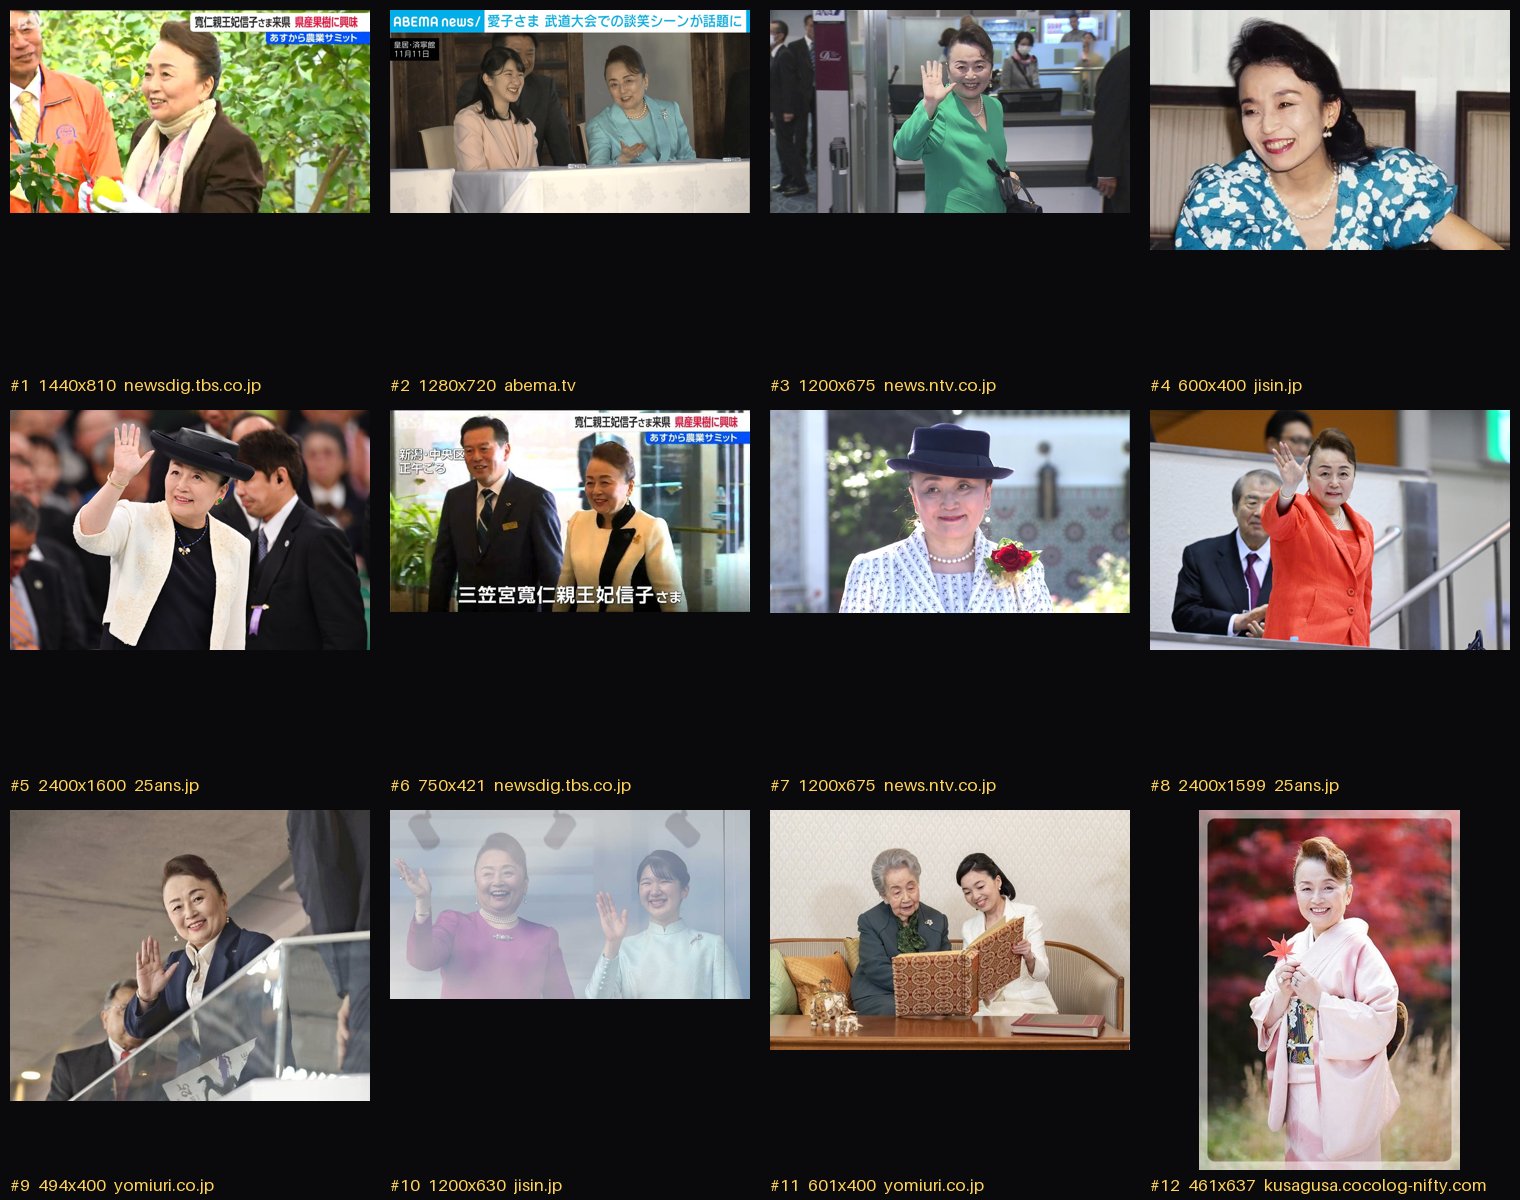 寬仁親王妃信子さま来県 県産果樹に興味
あすから農業サミット
ABEMA news/ 愛子さま 武道大会での談笑シーンが話題に
皇居・済寧館
11月11日
ANA
#1 1440x810 newsdig.tbs.co.jp
#2 1280x720 abema.tv
#3 1200x675 news.ntv.co.jp
#4 600x400 jisin.jp
寬仁親王妃信子さま来県 県産果樹に興味
あすから農業サミット
新潟・中央区
正午ごろ
三笠宮寬仁親王妃信子さま
#5 2400x1600 25ans.jp
#6 750x421 newsdig.tbs.co.jp
#7 1200x675 news.ntv.co.jp
#8 2400x1599 25ans.jp
#9 494x400 yomiuri.co.jp
#10 1200x630 jisin.jp
#11 601x400 yomiuri.co.jp
#12 461x637 kusagusa.cocolog-nifty.com